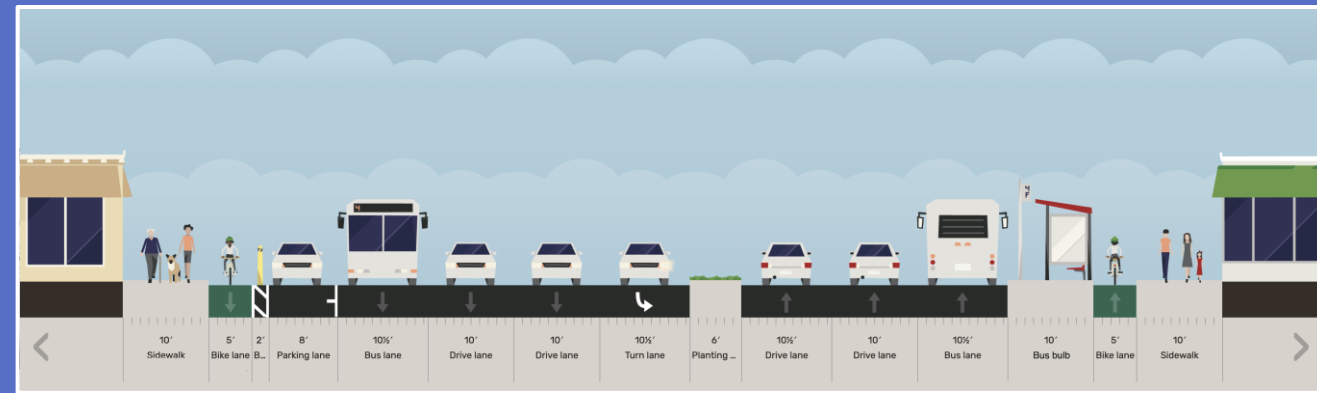 4
4
F
10′
Sidewalk
5′
Bike lane
2′
B...
8′
Parking lane
10½′
Bus lane
10′
Drive lane
10′
Drive lane
10½′
Turn lane
6′
Planting ...
10½′
Drive lane
10′
Drive lane
10½′
Bus lane
10′
Bus bulb
5′
Bike lane
10′
Sidewalk